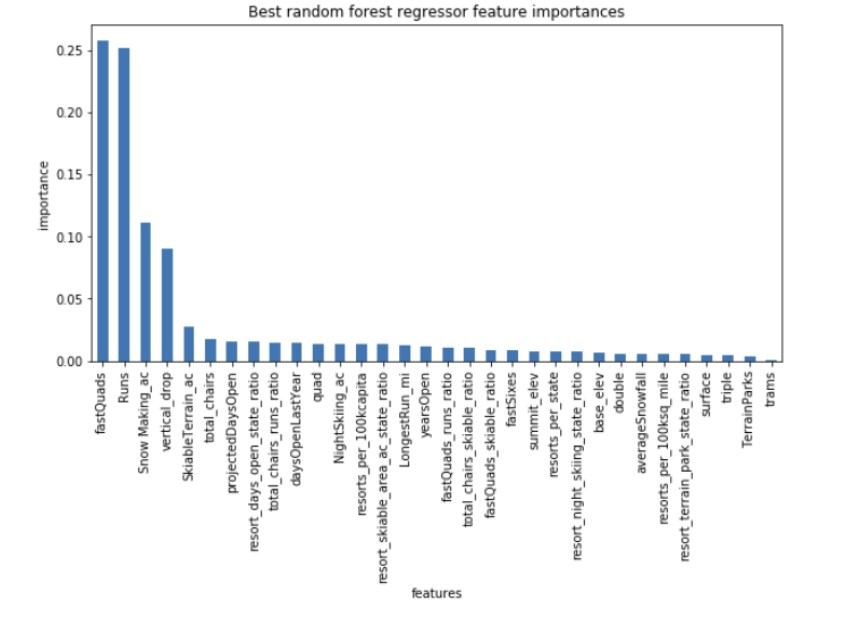 Best random forest regressor feature importances
0.25
0.20
0.15
0.10
0.05
0.00
importance
fastQuads
Runs
Snow Making_ac
vertical_drop
SkiableTerrain_ac
total_chairs
projectedDaysOpen
resort_days_open_state_ratio
total_chairs_runs_ratio
daysOpenLastYear
quad
NightSkiing_ac
resorts_per_100kcapita
resort_skiable_area_ac_state_ratio
LongestRun_mi
yearsOpen
fastQuads_runs_ratio
total_chairs_skiable_ratio
fastQuads_skiable_ratio
fastSixes
summit_elev
resorts_per_state
resort_night_skiing_state_ratio
base_elev
double
averageSnowfall
resorts_per_100ksq_mile
resort_terrain_park_state_ratio
surface
triple
TerrainParks
trams
features